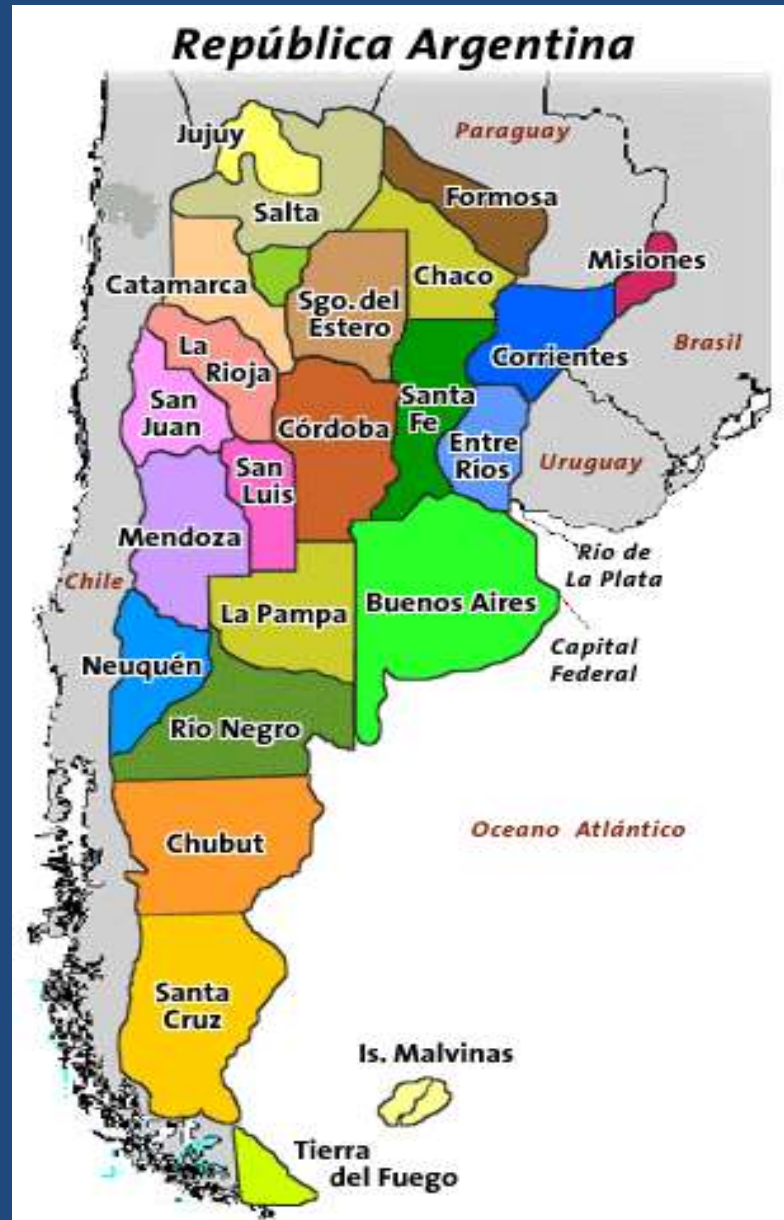 República Argentina
Jujuy
Paraguay
Salta
Formosa
Misiones
Catamarca
Chaco
Sgo. del
Estero
La
Rioja
Corrientes
Brasil
San
Juan
Santa
Fe
Córdoba
Entre
Ríos
Uruguay
San
Luis
Mendoza
Río de
La Plata
Chile
La Pampa
Buenos Aires
Capital
Federal
Neuquén
Río Negro
Chubut
Oceano Atlántico
Santa
Cruz
Is. Malvinas
Tierra
del Fuego